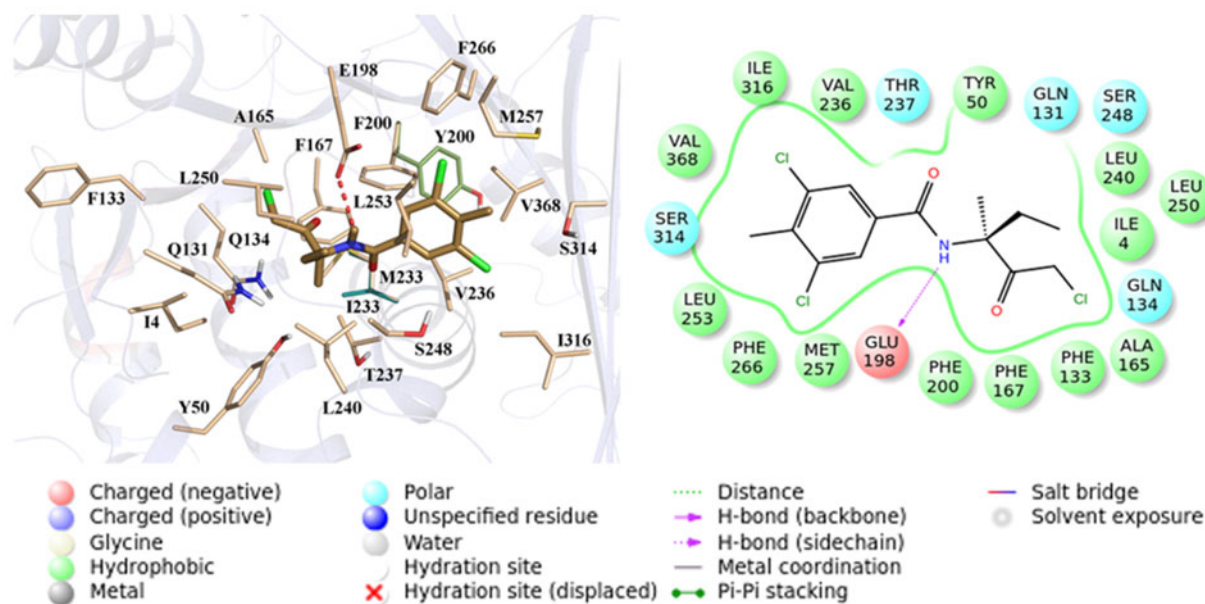 F266
E198
M257
A165
F200
Y200
F167
L250
F133
L253
V368
Q131
Q134
S314
M233
V236
I233
I4
S248
I316
T237
Y50
L240
ILE 316
VAL 236
THR 237
TYR 50
GLN 131
SER 248
VAL 368
LEU 240
LEU 250
Cl
O
SER 314
ILE 4
N
H
Cl
O
Cl
GLN 134
LEU 253
PHE 266
MET 257
GLU 198
PHE 200
PHE 167
PHE 133
ALA 165
Charged (negative)
Charged (positive)
Glycine
Hydrophobic
Metal
Polar
Unspecified residue
Water
Hydration site
Hydration site (displaced)
Distance
H-bond (backbone)
H-bond (sidechain)
Metal coordination
Pi-Pi stacking
Salt bridge
Solvent exposure